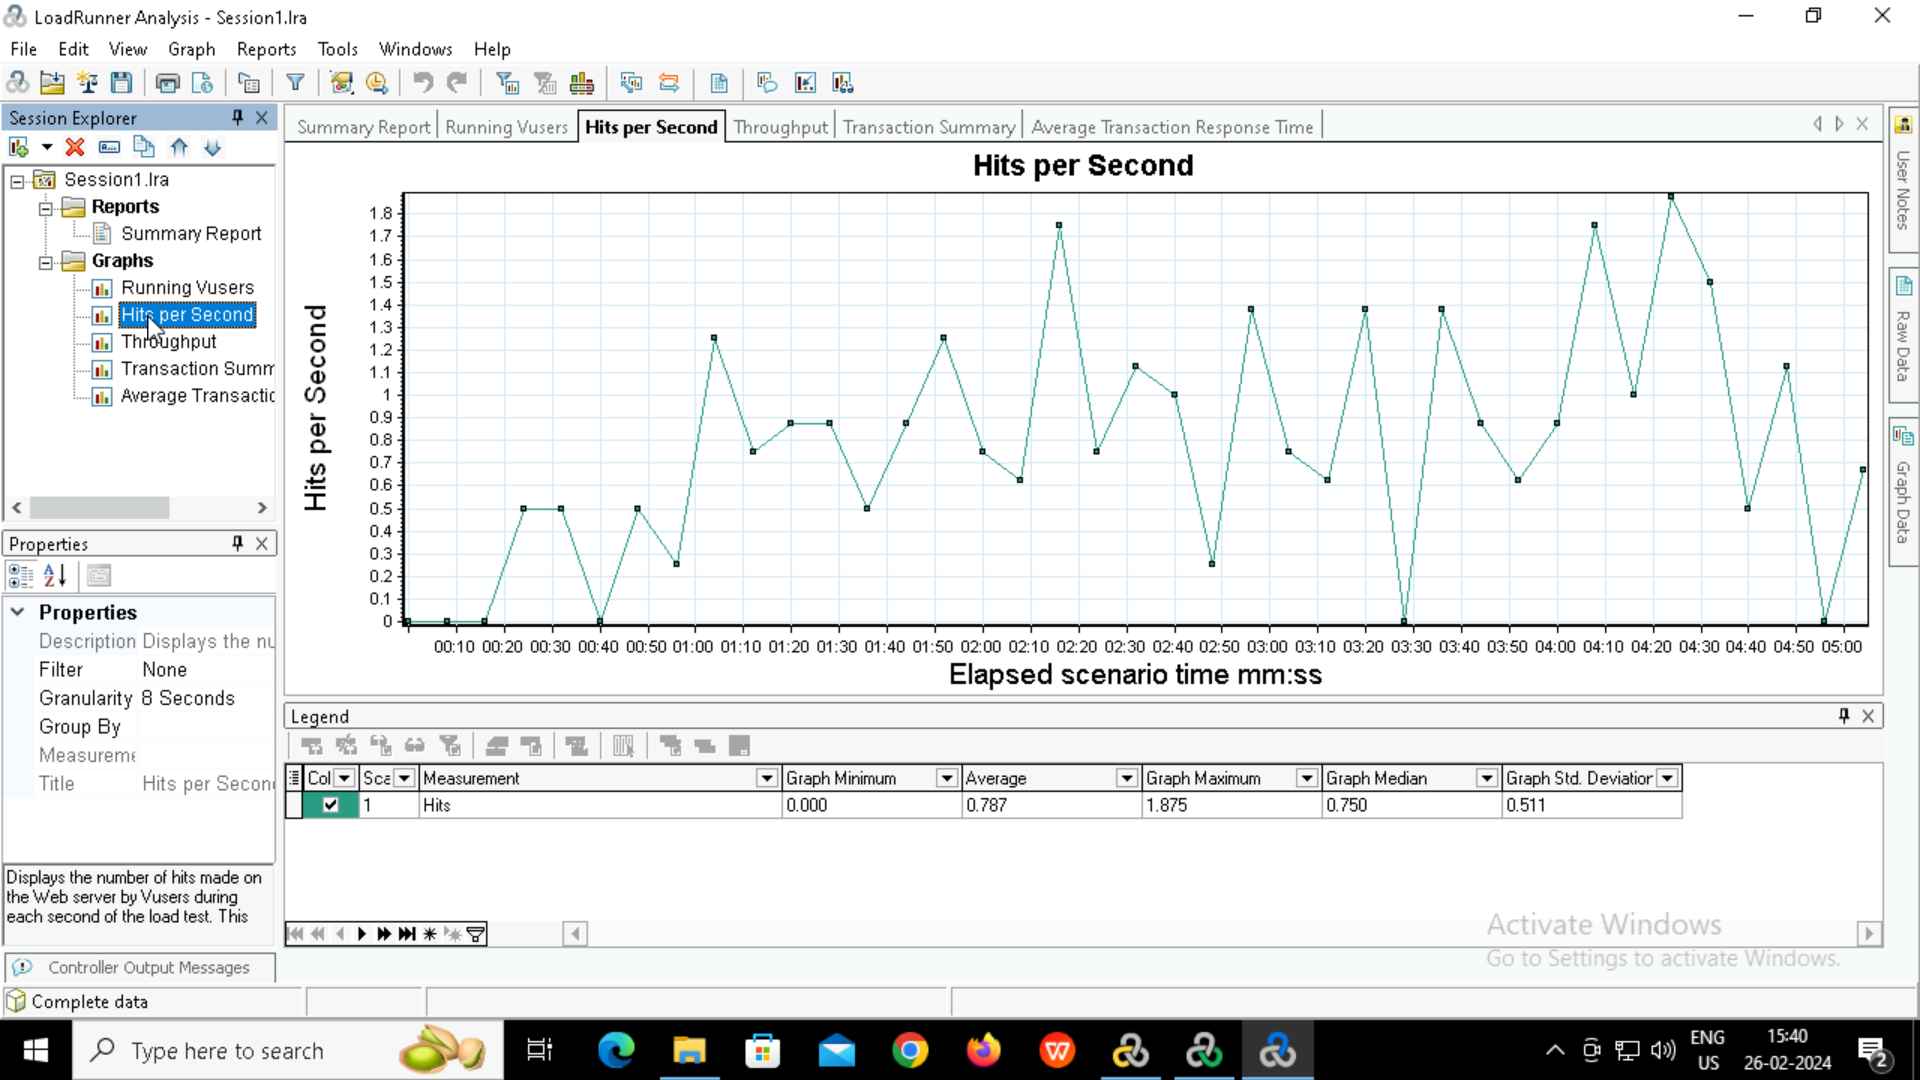 LoadRunner Analysis - Session1.lra
File Edit View Graph Reports Tools Windows Help
Session Explorer
Session1.lra
Reports
Summary Report
Graphs
Running Vusers
Hits per Second
Throughput
Transaction Summ
Average Transactic
Properties
Properties
Description Displays the nu
Filter None
Granularity 8 Seconds
Group By
Measureme
Title Hits per Secon
Displays the number of hits made on
the Web server by Vusers during
each second of the load test. This
Controller Output Messages
Complete data
Summary Report Running Vusers Hits per Second Throughput Transaction Summary Average Transaction Response Time
Hits per Second
Hits per Second
1.8
1.7
1.6
1.5
1.4
1.3
1.2
1.1
1
0.9
0.8
0.7
0.6
0.5
0.4
0.3
0.2
0.1
0
00:10 00:20 00:30 00:40 00:50 01:00 01:10 01:20 01:30 01:40 01:50 02:00 02:10 02:20 02:30 02:40 02:50 03:00 03:10 03:20 03:30 03:40 03:50 04:00 04:10 04:20 04:30 04:40 04:50 05:00
Elapsed scenario time mm:ss
Legend
Col Sca Measurement Graph Minimum Average Graph Maximum Graph Median Graph Std. Deviation
1 Hits 0.000 0.787 1.875 0.750 0.511
User Notes
Raw Data
Graph Data
Activate Windows
Go to Settings to activate Windows.
Type here to search
ENG
US
15:40
26-02-2024
2